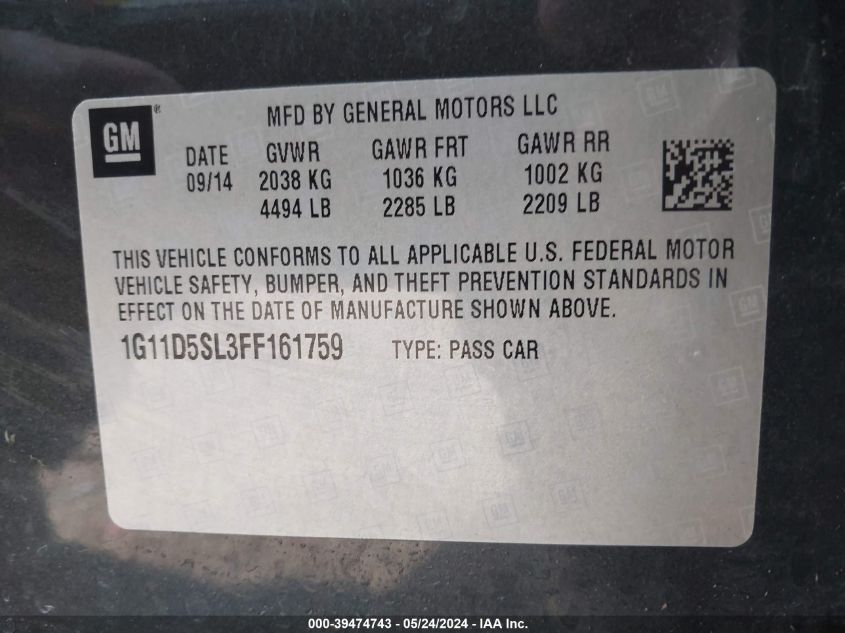 GM
®
MFD BY GENERAL MOTORS LLC
DATE GVWR GAWR FRT GAWR RR
09/14 2038 KG 1036 KG 1002 KG
4494 LB 2285 LB 2209 LB
THIS VEHICLE CONFORMS TO ALL APPLICABLE U.S. FEDERAL MOTOR
VEHICLE SAFETY, BUMPER, AND THEFT PREVENTION STANDARDS IN
EFFECT ON THE DATE OF MANUFACTURE SHOWN ABOVE.
1G11D5SL3FF161759 TYPE: PASS CAR
000-39474743 - 05/24/2024 - IAA Inc.